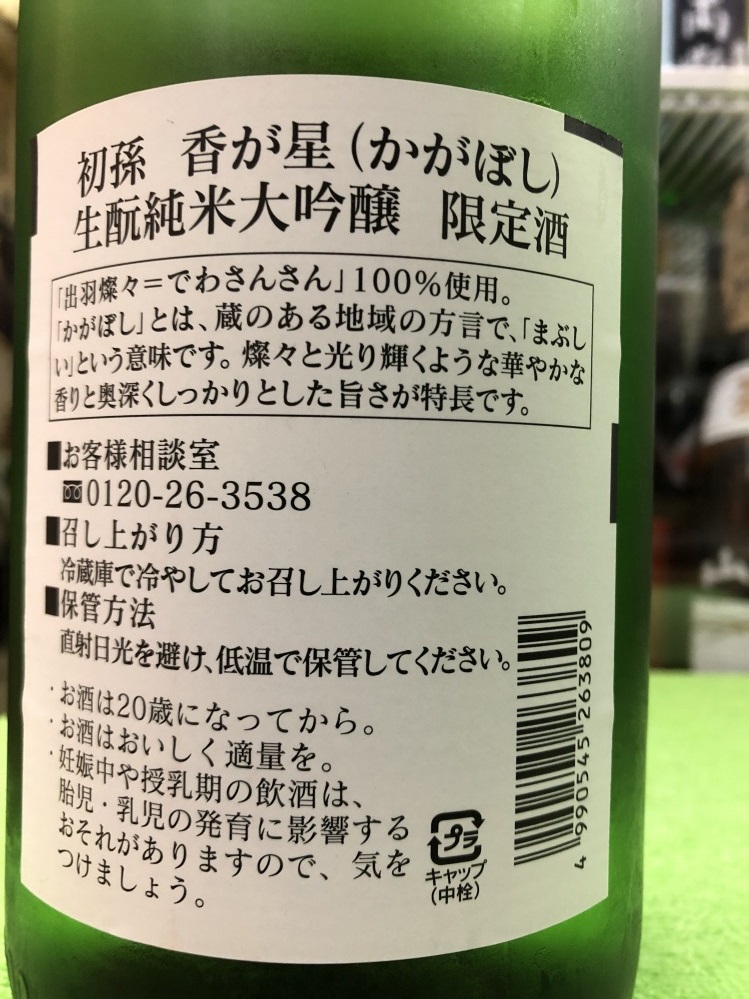 初孫 香が星(かがぼし)
生酛純米大吟醸 限定酒
「出羽燦々=でわさんさん」100%使用。
「かがぼし」とは、蔵のある地域の方言で、「まぶし
い」という意味です。燦々と光り輝くような華やかな
香りと奥深くしっかりとした旨さが特長です。
■お客様相談室
0120-26-3538
■召し上がり方
冷蔵庫で冷やしてお召し上がりください。
■保管方法
直射日光を避け、低温で保管してください。
・お酒は20歳になってから。
・お酒はおいしく適量を。
・妊娠中や授乳期の飲酒は、
胎児・乳児の発育に影響する
おそれがありますので、気を
つけましょう。
プラ
キャップ
(中栓)
4 990545 263809
山